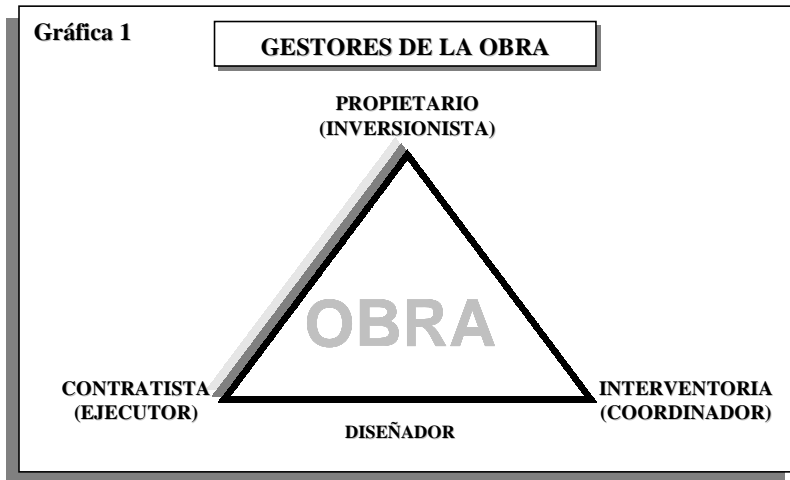 Gráfica 1
GESTORES DE LA OBRA
PROPIETARIO
(INVERSIONISTA)
OBRA
CONTRATISTA
(EJECUTOR)
INTERVENTORIA
(COORDINADOR)
DISEÑADOR